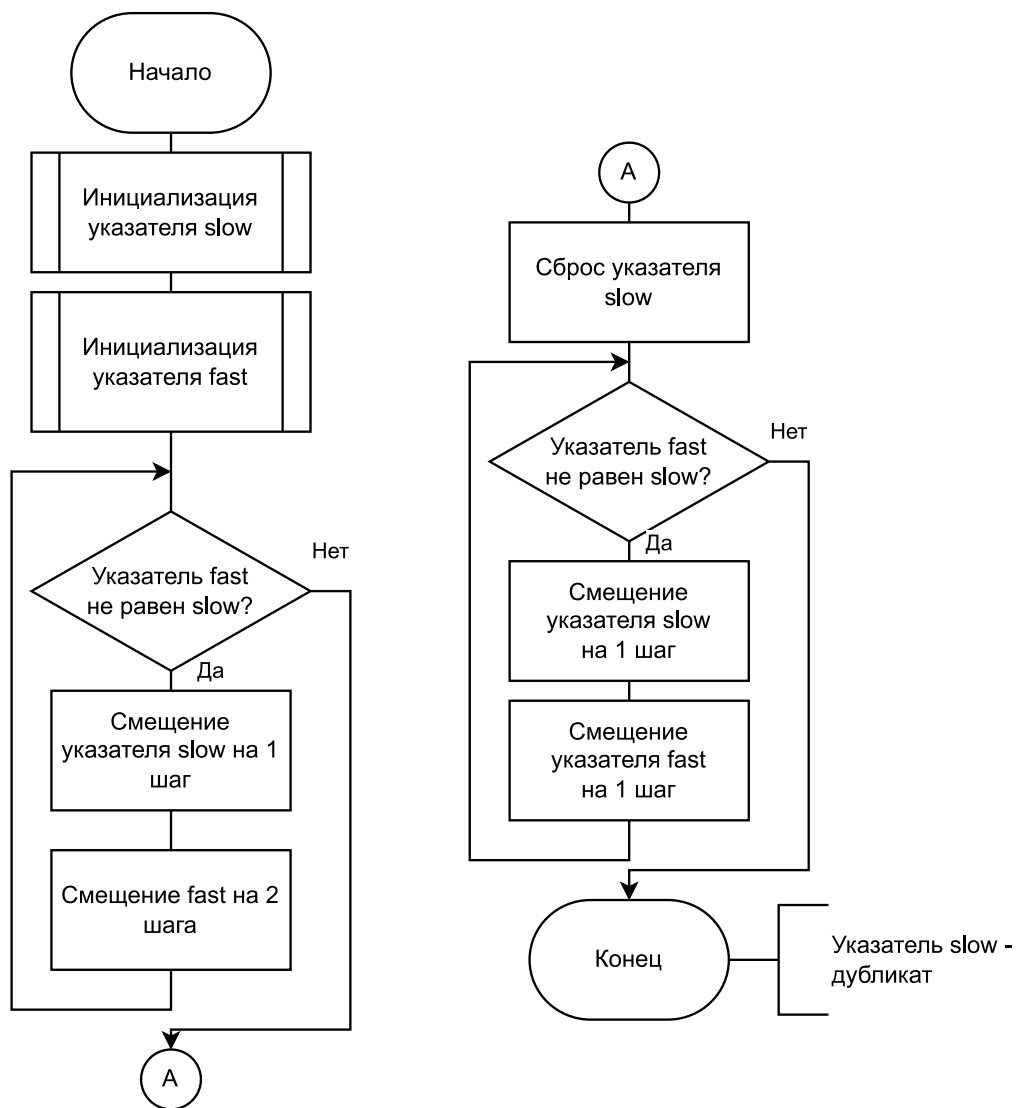 Начало
Инициализация
указателя slow
Инициализация
указателя fast
Указатель fast
не равен slow?
Нет
Да
Смещение
указателя slow на 1
шаг
Смещение fast на 2
шага
A
A
Сброс указателя
slow
Указатель fast
не равен slow?
Нет
Да
Смещение
указателя slow
на 1 шаг
Смещение
указателя fast
на 1 шаг
Конец
Указатель slow -
дубликат